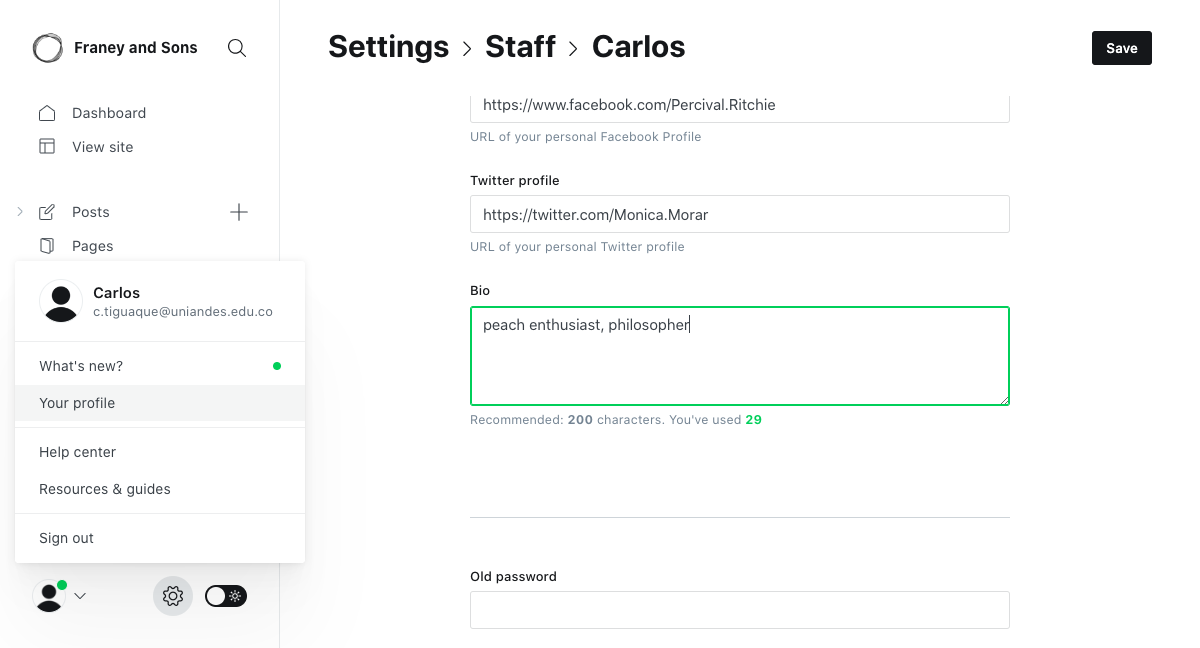 Franey and Sons
Settings > Staff > Carlos
Save
Dashboard
View site
Posts
Pages
Carlos
c.tiguaque@uniandes.edu.co
What's new?
Your profile
Help center
Resources & guides
Sign out
https://www.facebook.com/Percival.Ritchie
URL of your personal Facebook Profile
Twitter profile
https://twitter.com/Monica.Morar
URL of your personal Twitter profile
Bio
peach enthusiast, philosopher
Recommended: 200 characters. You've used 29
Old password